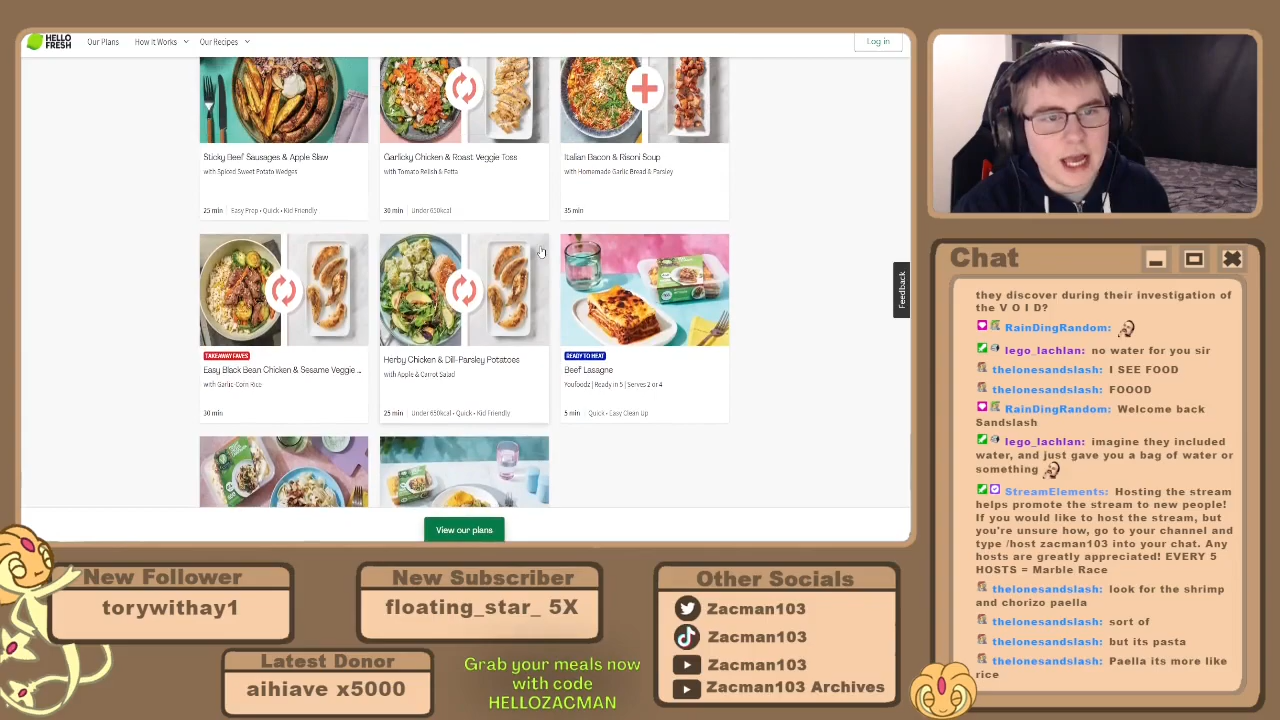 HELLO
FRESH
Our Plans
How It Works
Our Recipes
Log in
Sticky Beef Sausages & Apple Slaw
with Spiced Sweet Potato Wedges
25 min | Easy Prep • Quick • Kid Friendly
Garlicky Chicken & Roast Veggie Toss
with Tomato Relish & Fetta
30 min | Under 650kcal
Italian Bacon & Risoni Soup
with Homemade Garlic Bread & Parsley
35 min
TAKEAWAY FAVES
Easy Black Bean Chicken & Sesame Veggie ...
with Garlic-Corn Rice
30 min
Herby Chicken & Dill-Parsley Potatoes
with Apple & Carrot Salad
25 min | Under 650kcal • Quick • Kid Friendly
READY TO HEAT
Beef Lasagne
Youfoodz | Ready in 5 | Serves 2 or 4
5 min | Quick • Easy Clean Up
Feedback
View our plans
Chat
they discover during their investigation of
the V O I D?
RainDingRandom:
lego_lachlan: no water for you sir
thelonesandslash: I SEE FOOD
thelonesandslash: FOOOD
RainDingRandom: Welcome back
Sandslash
lego_lachlan: imagine they included
water, and just gave you a bag of water or
something
StreamElements: Hosting the stream
helps promote the stream to new people!
If you would like to host the stream, but
you're unsure how, go to your channel and
type /host zacman103 into your chat. Any
hosts are greatly appreciated! EVERY 5
HOSTS = Marble Race
thelonesandslash: look for the shrimp
and chorizo paella
thelonesandslash: sort of
thelonesandslash: but its pasta
thelonesandslash: Paella its more like
rice
New Follower
torywithay1
New Subscriber
floating_star_ 5X
Latest Donor
aihiave x5000
Grab your meals now
with code
HELLOZACMAN
Other Socials
Zacman103
Zacman103
Zacman103
Zacman103 Archives